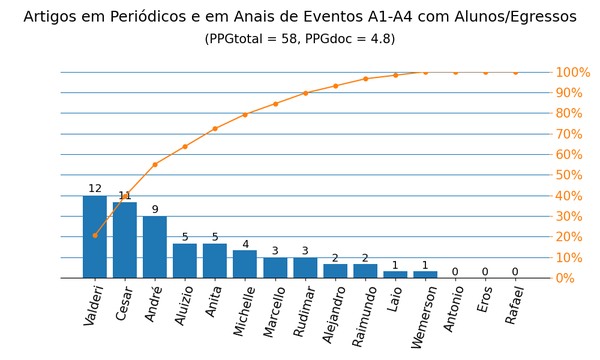 Artigos em Periódicos e em Anais de Eventos A1-A4 com Alunos/Egressos
(PPGtotal = 58, PPGdoc = 4.8)
100%
90%
80%
70%
60%
50%
40%
30%
20%
10%
0%
12
11
9
5
5
4
3
3
2
2
1
1
0
0
0
Valderi
Cesar
André
Aluizio
Anita
Michelle
Marcello
Rudimar
Alejandro
Raimundo
Laio
Wemerson
Antonio
Eros
Rafael